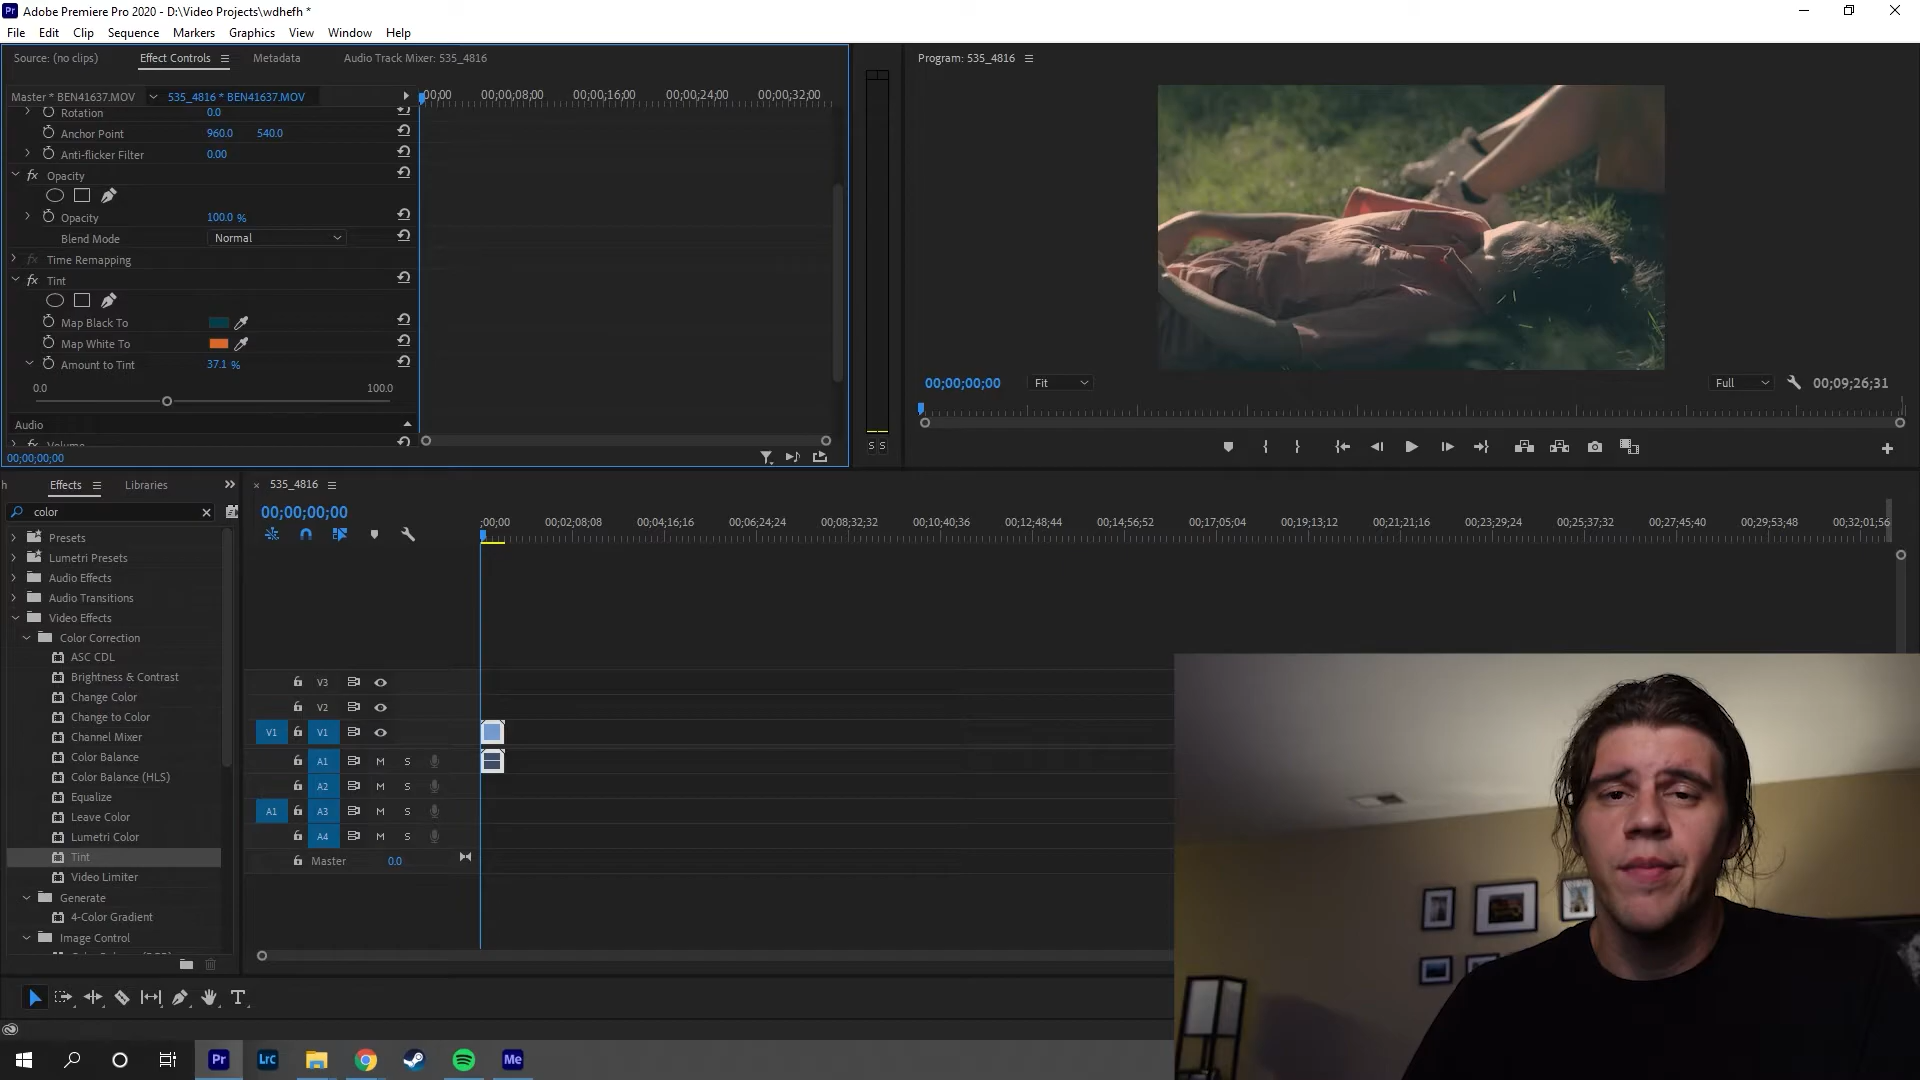 Pr Adobe Premiere Pro 2020 - D:\Video Projects\wdhefh *
File Edit Clip Sequence Markers Graphics View Window Help
Source: (no clips) Effect Controls Metadata Audio Track Mixer: 535_4816
Program: 535_4816
Master * BEN41637.MOV 535_4816 * BEN41637.MOV
;00;00 00;00;08;00 00;00;16;00 00;00;24;00 00;00;32;00
Rotation 0.0
Anchor Point 960.0 540.0
Anti-flicker Filter 0.00
fx Opacity
Opacity 100.0 %
Blend Mode Normal
fx Time Remapping
fx Tint
Map Black To
Map White To
Amount to Tint 37.1 %
0.0 100.0
Audio
fx Volume
00;00;00;00
S S
00;00;00;00 Fit Full 00;09;26;31
Effects Libraries
color
Presets
Lumetri Presets
Audio Effects
Audio Transitions
Video Effects
Color Correction
ASC CDL
Brightness & Contrast
Change Color
Change to Color
Channel Mixer
Color Balance
Color Balance (HLS)
Equalize
Leave Color
Lumetri Color
Tint
Video Limiter
Generate
4-Color Gradient
Image Control
535_4816
00;00;00;00
;00;00 00;02;08;08 00;04;16;16 00;06;24;24 00;08;32;32 00;10;40;36 00;12;48;44 00;14;56;52 00;17;05;04 00;19;13;12 00;21;21;16 00;23;29;24 00;25;37;32 00;27;45;40 00;29;53;48 00;32;01;56
V3
V2
V1 V1
A1 M S
A2 M S
A1 A3 M S
A4 M S
Master 0.0
T
Pr Lrc Me